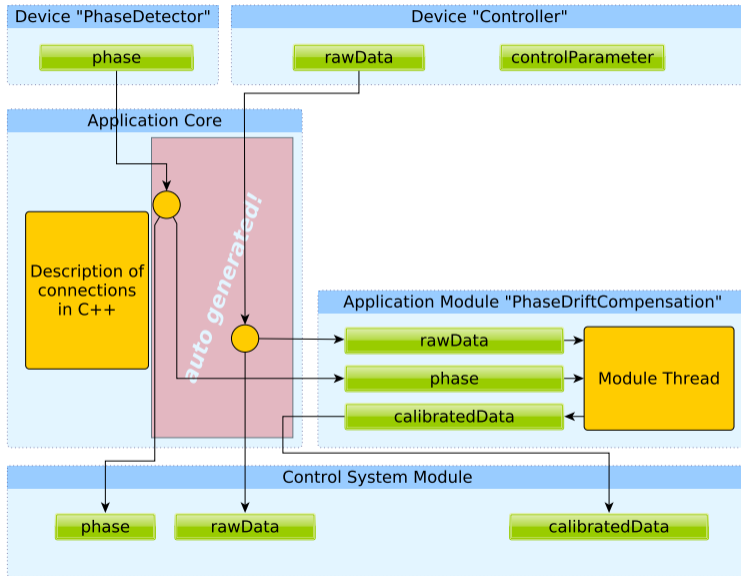 Device "PhaseDetector"
Device "Controller"
phase
rawData
controlParameter
Application Core
auto generated!
Description of
connections
in C++
Application Module "PhaseDriftCompensation"
rawData
phase
calibratedData
Module Thread
Control System Module
phase
rawData
calibratedData